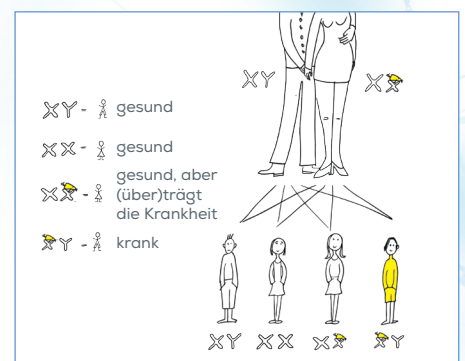 XY
XX
XY - gesund
XX - gesund
XX - gesund, aber
(über)trägt
die Krankheit
XY - krank
XY XX XX XY